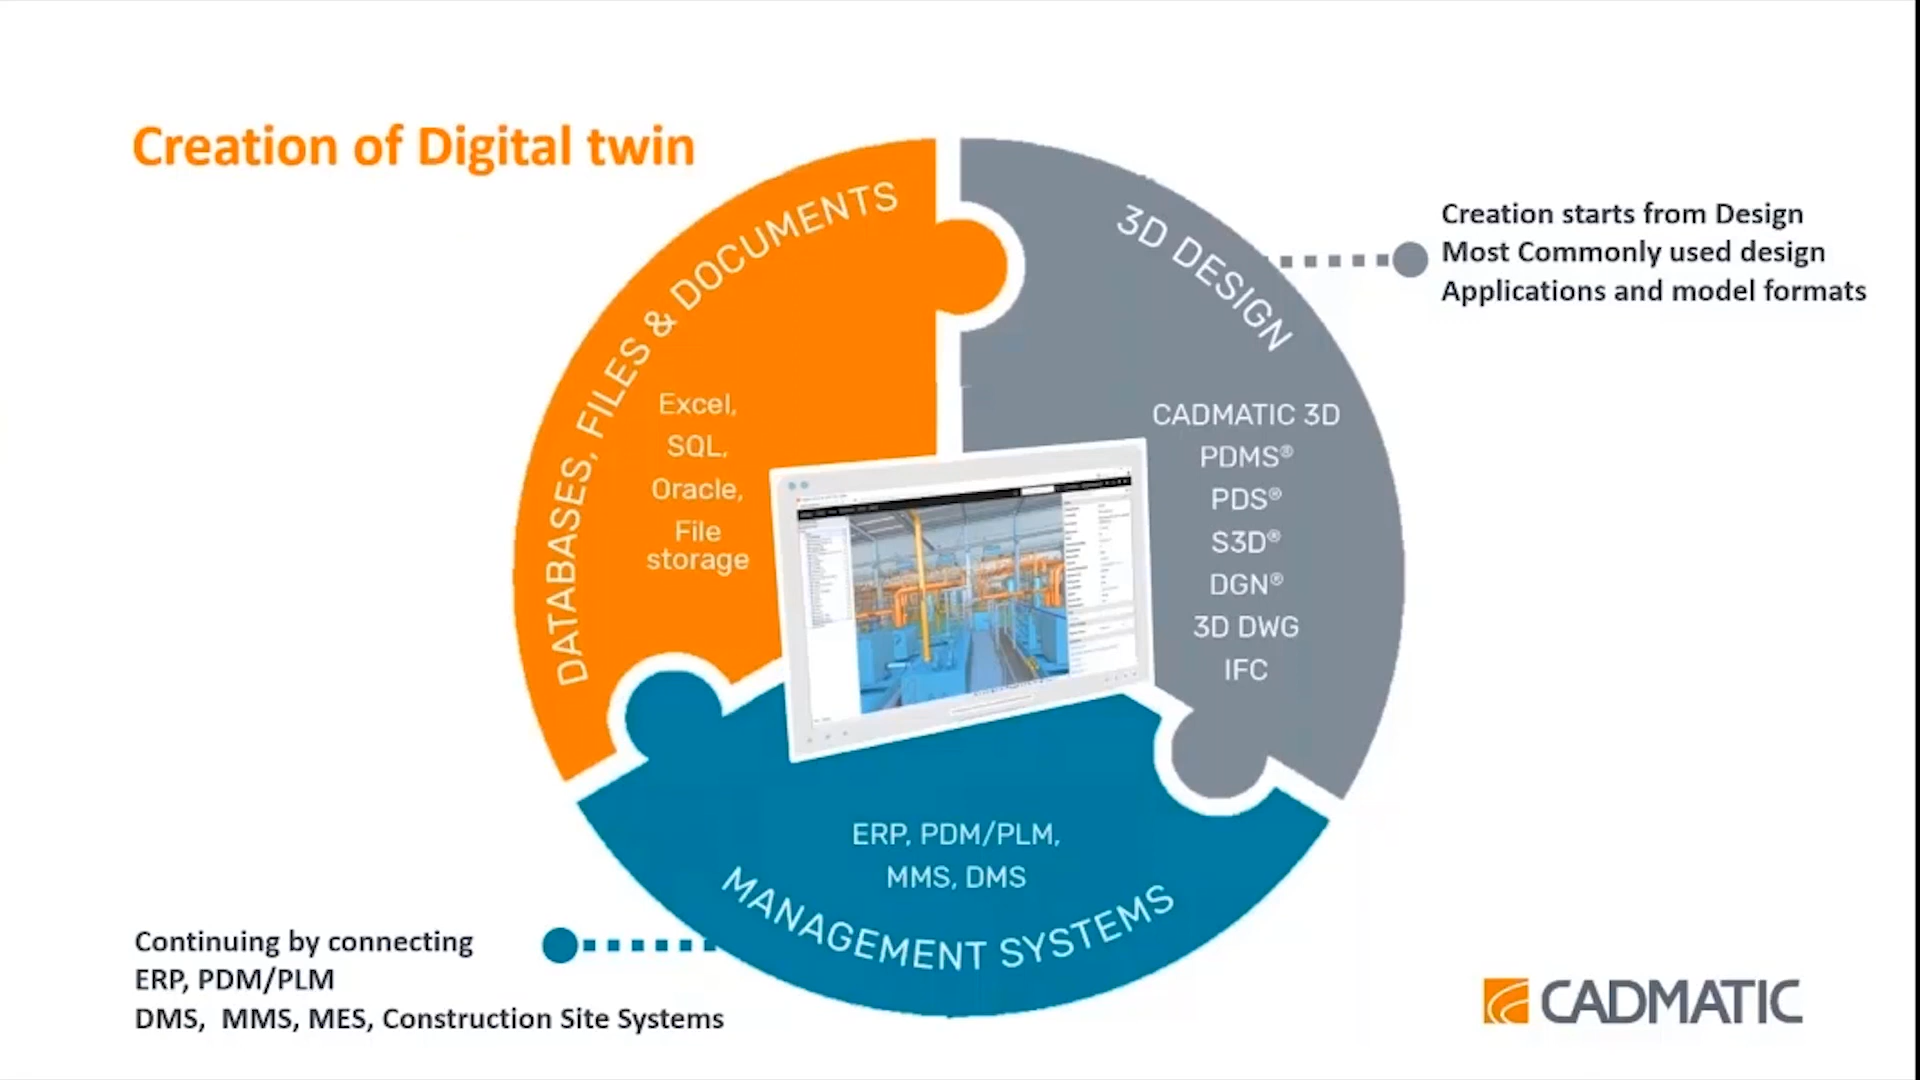 Creation of Digital twin
DATABASES, FILES & DOCUMENTS
Excel,
SQL,
Oracle,
File
storage
3D DESIGN
CADMATIC 3D
PDMS®
PDS®
S3D®
DGN®
3D DWG
IFC
Creation starts from Design
Most Commonly used design
Applications and model formats
ERP, PDM/PLM,
MMS, DMS
MANAGEMENT SYSTEMS
Continuing by connecting
ERP, PDM/PLM
DMS,  MMS, MES, Construction Site Systems
CADMATIC